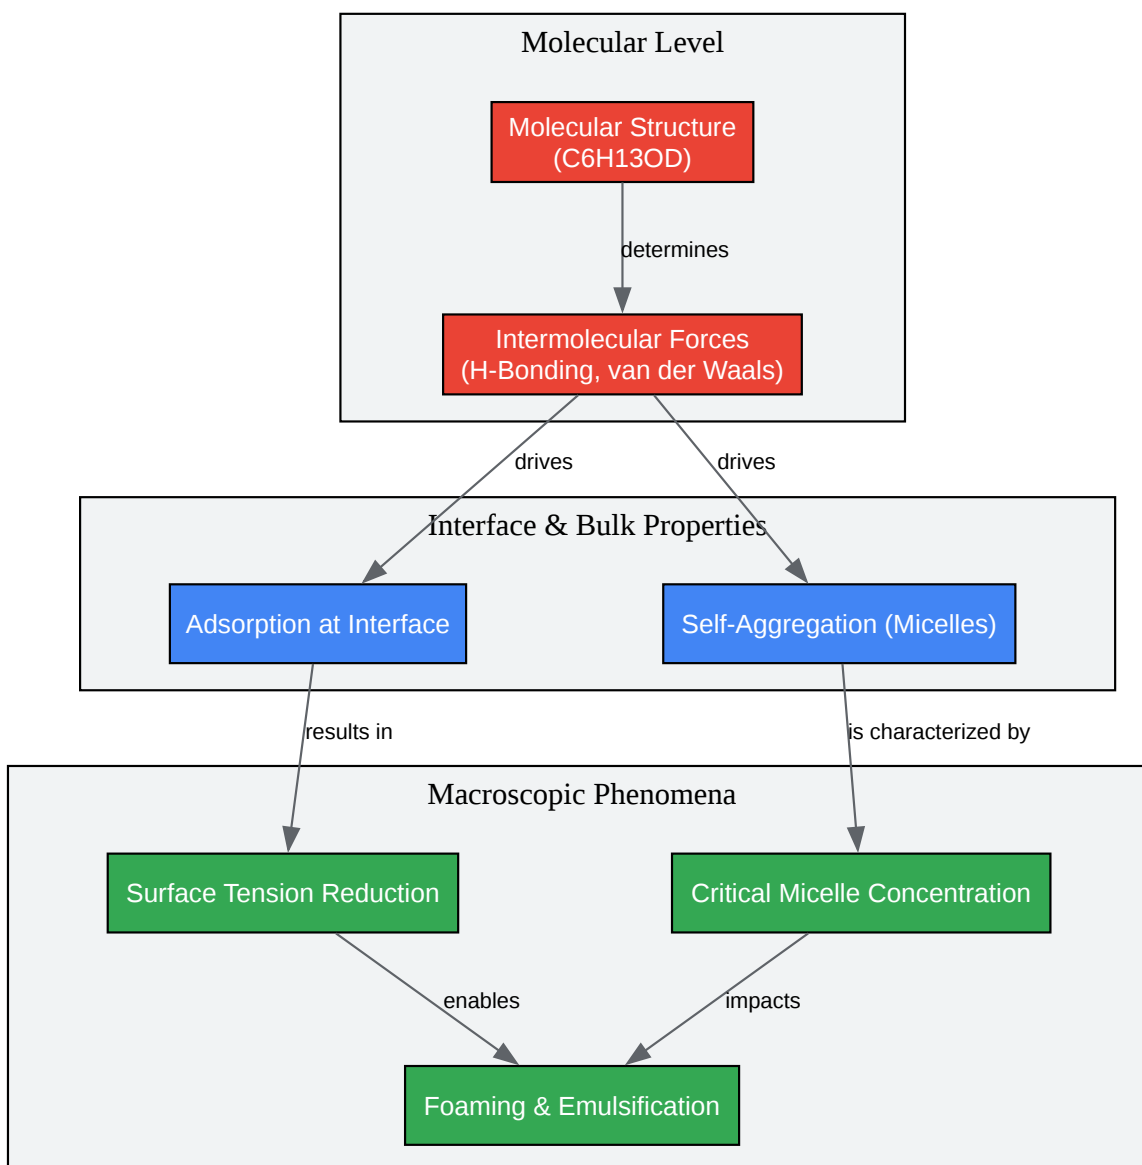 Molecular Level
Molecular Structure
(C6H13OD)
determines
Intermolecular Forces
(H-Bonding, van der Waals)
drives
drives
Interface & Bulk Properties
Adsorption at Interface
Self-Aggregation (Micelles)
results in
is characterized by
Macroscopic Phenomena
Surface Tension Reduction
Critical Micelle Concentration
enables
impacts
Foaming & Emulsification